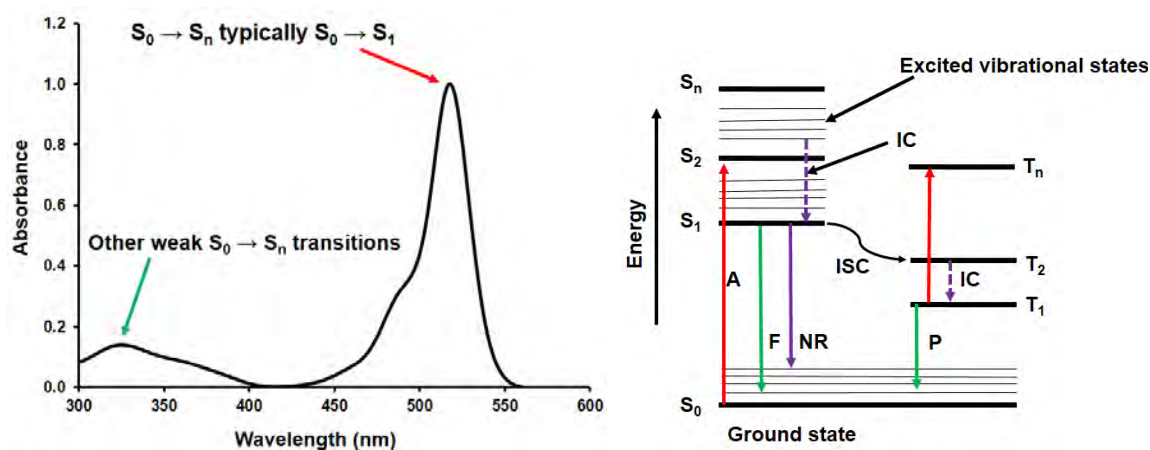 S₀ → Sₙ typically S₀ → S₁
Other weak S₀ → Sₙ transitions
Absorbance
1.2
1.0
0.8
0.6
0.4
0.2
0.0
300
350
400
450
500
550
600
Wavelength (nm)
Energy
Excited vibrational states
Sₙ
IC
S₂
Tₙ
S₁
ISC
T₂
A
IC
T₁
F
NR
P
S₀
Ground state